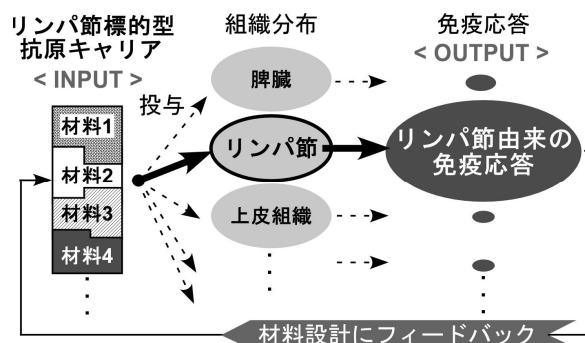 リンパ節標的型
抗原キャリア
< INPUT >
材料1
材料2
材料3
材料4
投与
組織分布
脾臓
リンパ節
上皮組織
免疫応答
< OUTPUT >
リンパ節由来の
免疫応答
材料設計にフィードバック